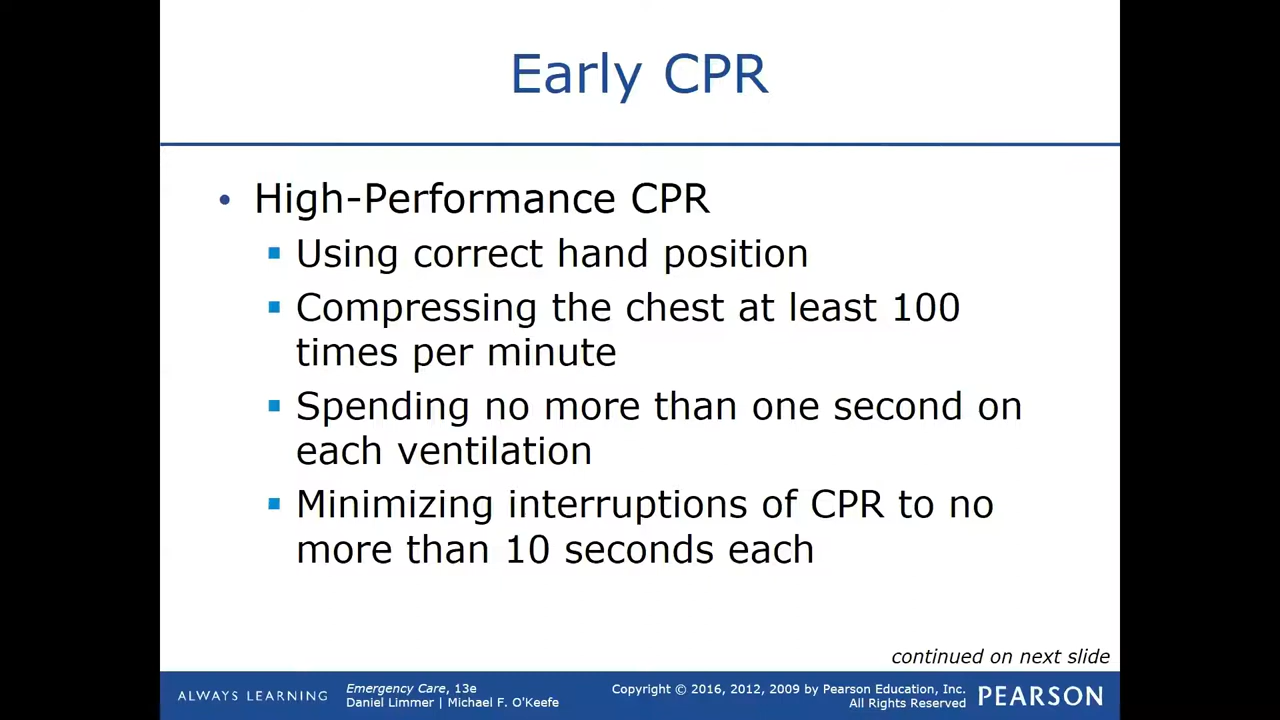 Early CPR
• High-Performance CPR
▪ Using correct hand position
▪ Compressing the chest at least 100
times per minute
▪ Spending no more than one second on
each ventilation
▪ Minimizing interruptions of CPR to no
more than 10 seconds each
continued on next slide
ALWAYS LEARNING
Emergency Care, 13e
Daniel Limmer | Michael F. O'Keefe
Copyright © 2016, 2012, 2009 by Pearson Education, Inc.
All Rights Reserved
PEARSON